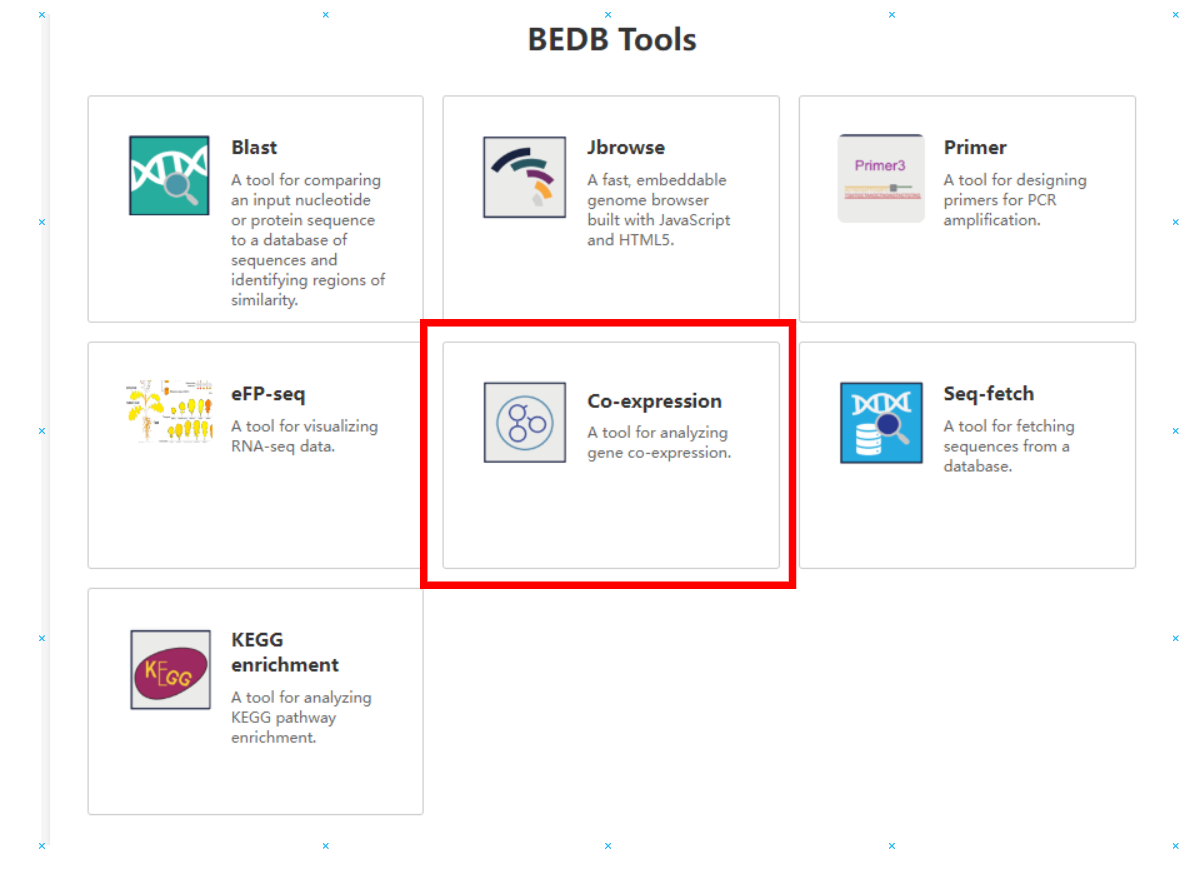 BEDB Tools
Blast
A tool for comparing
an input nucleotide
or protein sequence
to a database of
sequences and
identifying regions of
similarity.
Jbrowse
A fast, embeddable
genome browser
built with JavaScript
and HTML5.
Primer3
Primer
A tool for designing
primers for PCR
amplification.
eFP-seq
A tool for visualizing
RNA-seq data.
Co-expression
A tool for analyzing
gene co-expression.
Seq-fetch
A tool for fetching
sequences from a
database.
KEGG
KEGG
enrichment
A tool for analyzing
KEGG pathway
enrichment.